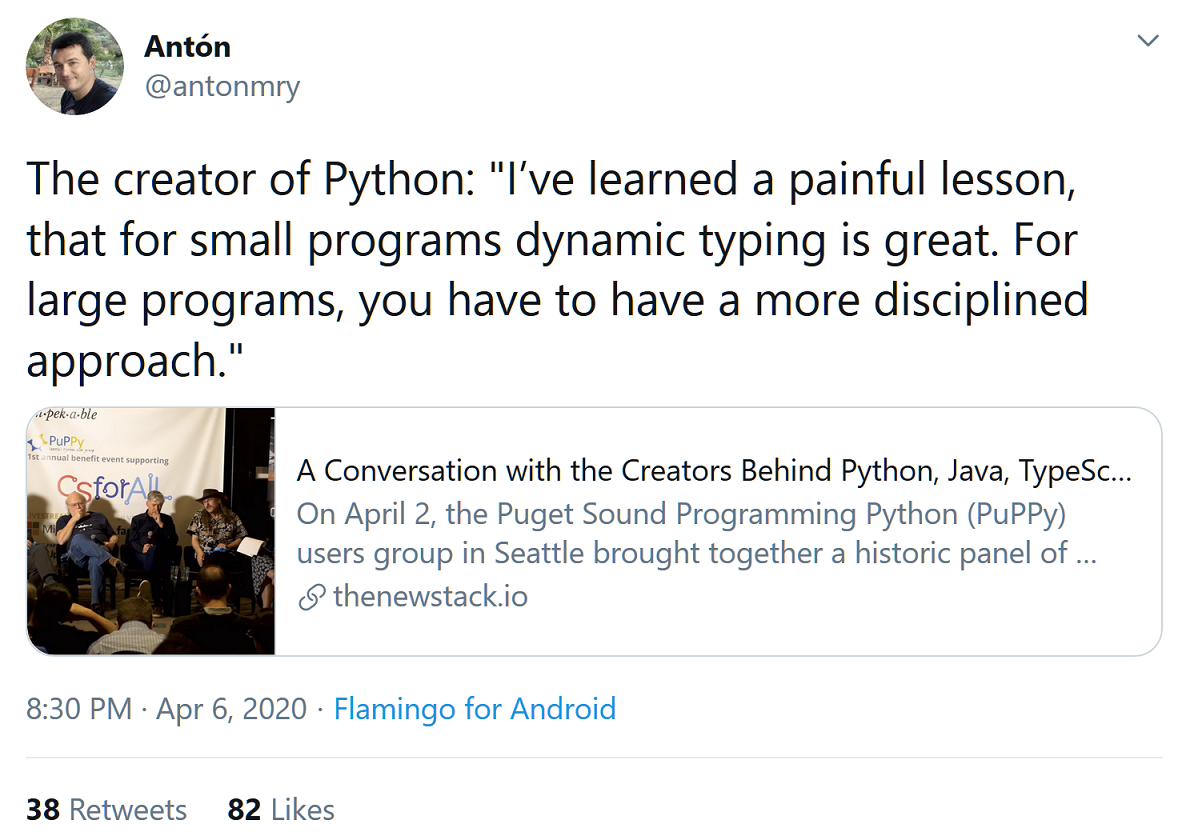 Antón
@antonmry
The creator of Python: "I’ve learned a painful lesson,
that for small programs dynamic typing is great. For
large programs, you have to have a more disciplined
approach."
pek·a·ble
PuPPy
1st annual benefit event supporting
CSforALL
A Conversation with the Creators Behind Python, Java, TypeSc...
On April 2, the Puget Sound Programming Python (PuPPy)
users group in Seattle brought together a historic panel of ...
thenewstack.io
8:30 PM · Apr 6, 2020 · Flamingo for Android
38 Retweets 82 Likes